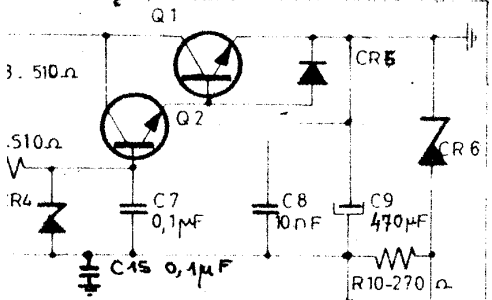 Q1
CR5
3. 510Ω
Q2
.510Ω
CR6
CR4
C7
0,1µF
C8
10nF
C9
470µF
C15 0,1µF
R10-270 Ω